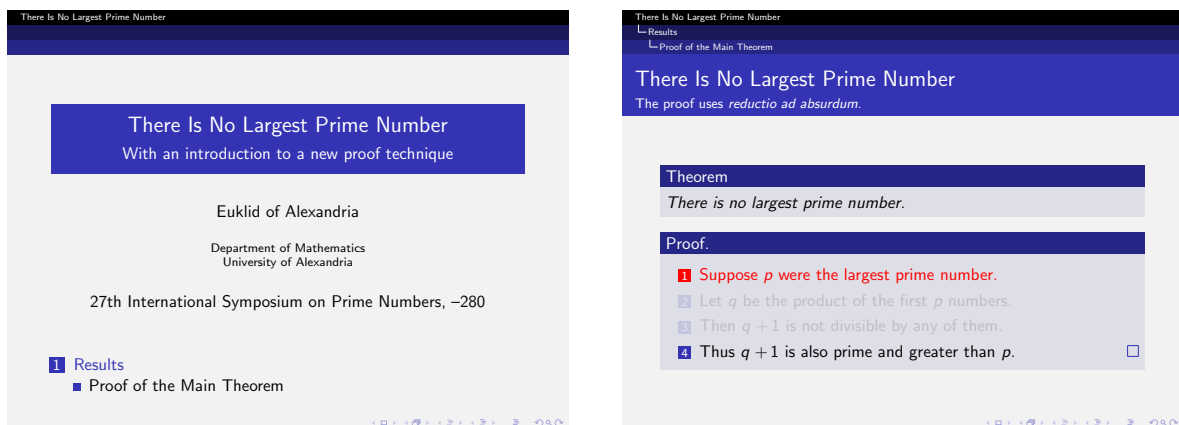 There Is No Largest Prime Number
There Is No Largest Prime Number
With an introduction to a new proof technique
Euklid of Alexandria
Department of Mathematics
University of Alexandria
27th International Symposium on Prime Numbers, –280
1 Results
Proof of the Main Theorem
There Is No Largest Prime Number
Results
Proof of the Main Theorem
There Is No Largest Prime Number
The proof uses reductio ad absurdum.
Theorem
There is no largest prime number.
Proof.
1 Suppose p were the largest prime number.
2 Let q be the product of the first p numbers.
3 Then q + 1 is not divisible by any of them.
4 Thus q + 1 is also prime and greater than p.